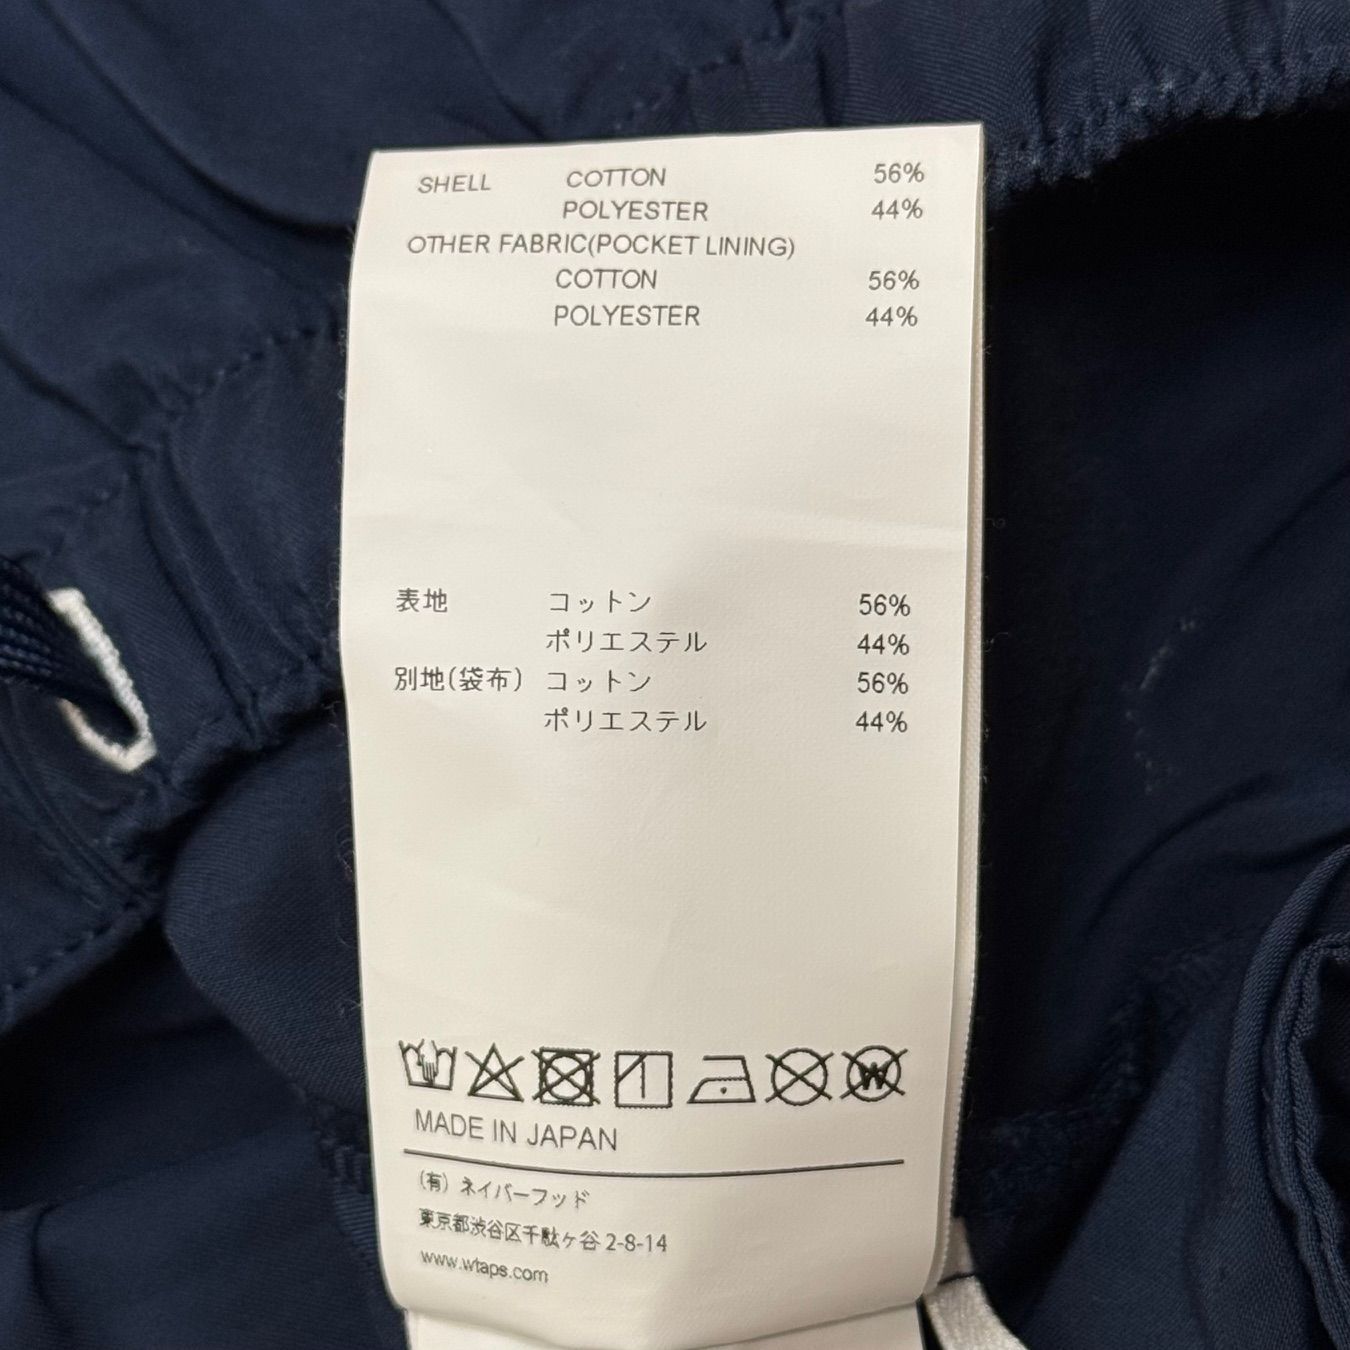 SHELL COTTON 56%
POLYESTER 44%
OTHER FABRIC(POCKET LINING)
COTTON 56%
POLYESTER 44%
表地 コットン 56%
ポリエステル 44%
別地(袋布) コットン 56%
ポリエステル 44%
W
MADE IN JAPAN
(有) ネイバーフッド
東京都渋谷区千駄ヶ谷 2-8-14
www.wtaps.com